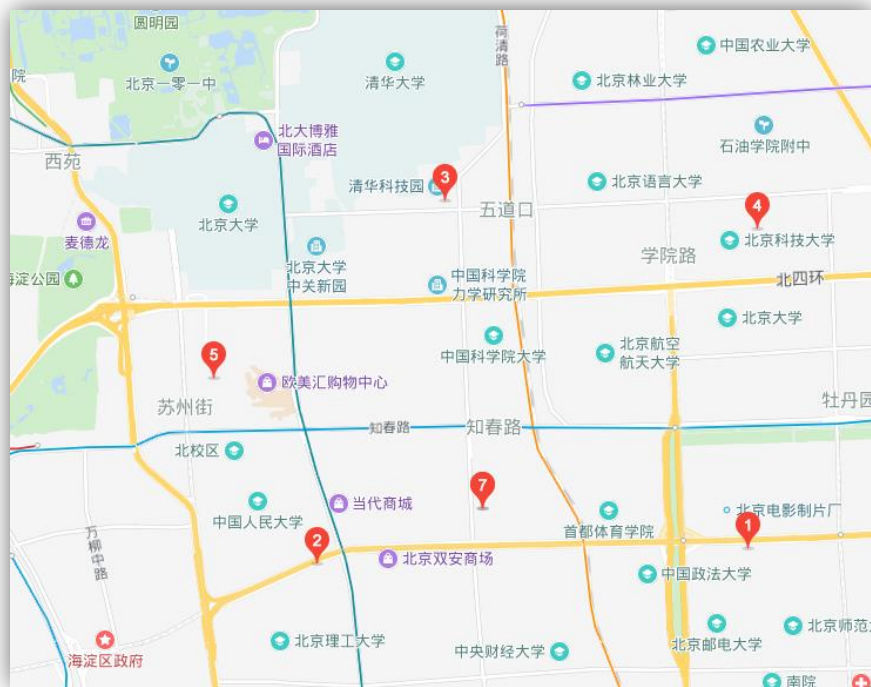 圆明园
荷清路
中国农业大学
院
北京一零一中
清华大学
北京林业大学
北大博雅
国际酒店
石油学院附中
西苑
3
清华科技园
北京语言大学
北京大学
五道口
4
麦德龙
北京科技大学
北京大学
中关新园
学院路
海淀公园
中国科学院
力学研究所
北四环
北京大学
5
中国科学院大学
北京航空
航天大学
欧美汇购物中心
苏州街
牡丹园
知春路
知春路
北校区
7
当代商城
中国人民大学
首都体育学院
北京电影制片厂
1
万柳中路
2
北京双安商场
中国政法大学
北京理工大学
北京邮电大学
北京师范大
海淀区政府
中央财经大学
南院